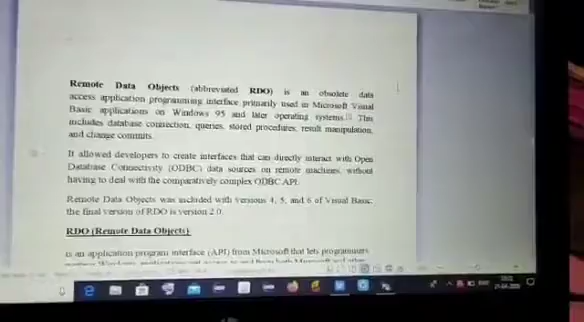 Remote Data Objects (abbreviated RDO) is an obsolete data
access application programming interface primarily used in Microsoft Visual
Basic applications on Windows 95 and later operating systems.[1] This
includes database connection, queries, stored procedures, result manipulation,
and change commits.
It allowed developers to create interfaces that can directly interact with Open
Database Connectivity (ODBC) data sources on remote machines, without
having to deal with the comparatively complex ODBC API.
Remote Data Objects was included with versions 4, 5, and 6 of Visual Basic;
the final version of RDO is version 2.0.
RDO (Remote Data Objects)
is an application program interface (API) from Microsoft that lets programmers